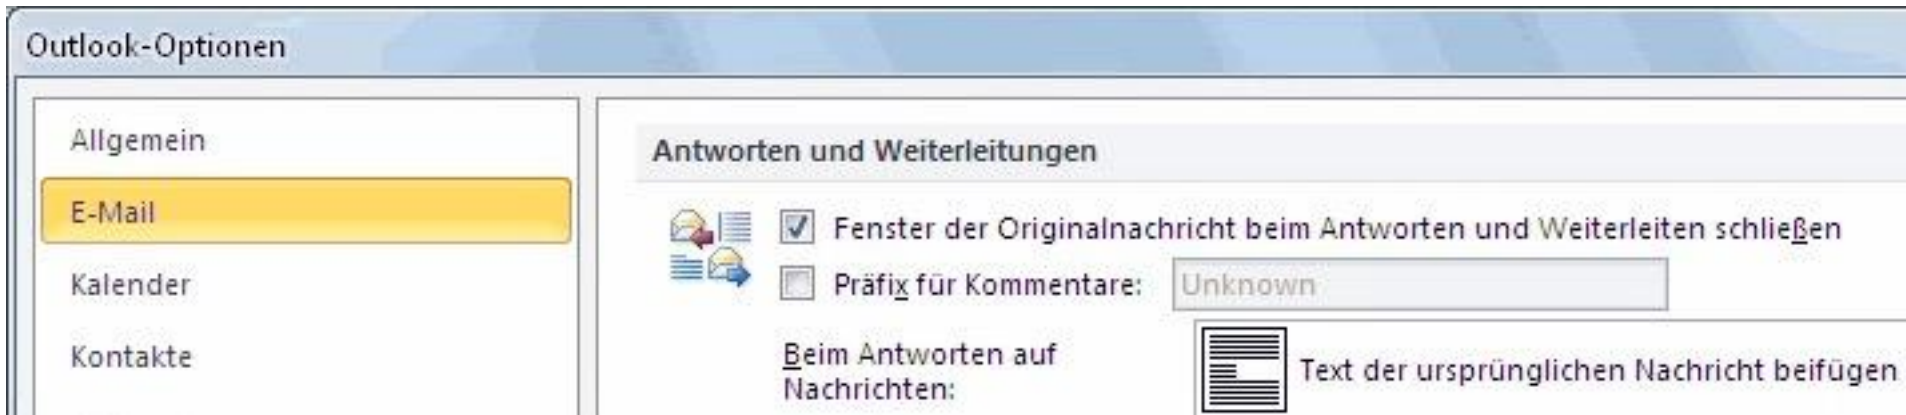 Outlook-Optionen
Allgemein
E-Mail
Kalender
Kontakte
Antworten und Weiterleitungen
Fenster der Originalnachricht beim Antworten und Weiterleiten schließen
Präfix für Kommentare: Unknown
Beim Antworten auf
Nachrichten:
Text der ursprünglichen Nachricht beifügen